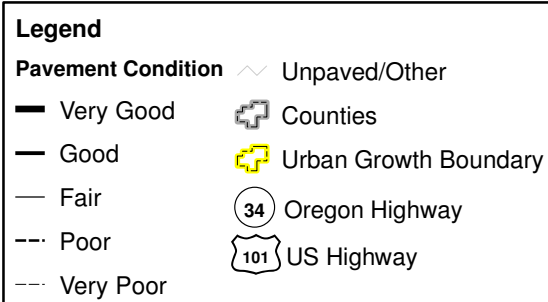 Legend
Pavement Condition
Very Good
Good
Fair
Poor
Very Poor
Unpaved/Other
Counties
Urban Growth Boundary
34 Oregon Highway
101 US Highway